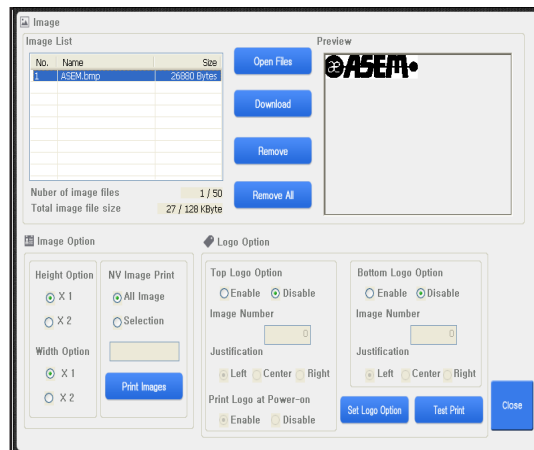 Image
Image List
No. Name Size
1 ASEM.bmp 26880 Bytes
Open Files
Download
Remove
Remove All
Nuber of image files 1 / 50
Total image file size 27 / 128 KByte
Preview
æ ASEM
Image Option
Height Option
X 1
X 2
Width Option
X 1
X 2
NV Image Print
All Image
Selection
Print Images
Logo Option
Top Logo Option
Enable Disable
Image Number
0
Justification
Left Center Right
Print Logo at Power-on
Enable Disable
Bottom Logo Option
Enable Disable
Image Number
0
Justification
Left Center Right
Set Logo Option
Test Print
Close